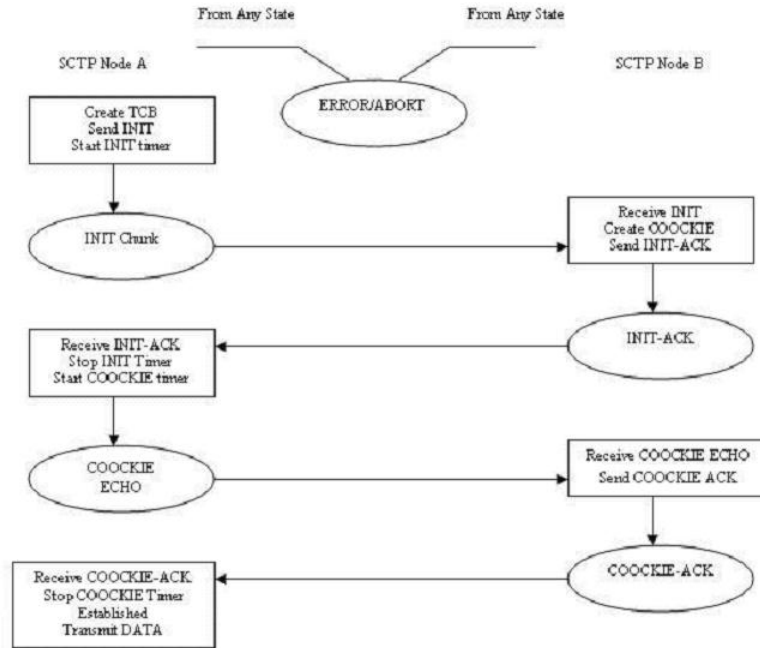 From Any State
From Any State
SCTP Node A
SCTP Node B
ERROR/ABORT
Create TCB
Send INIT
Start INIT timer
INIT Chunk
Receive INIT
Create COOCKIE
Send INIT-ACK
INIT-ACK
Receive INIT-ACK
Stop INIT Timer
Start COOCKIE timer
COOCKIE
ECHO
Receive COOCKIE ECHO
Send COOCKIE ACK
COOCKIE-ACK
Receive COOCKIE-ACK
Stop COOCKIE Timer
Established
Transmit DATA